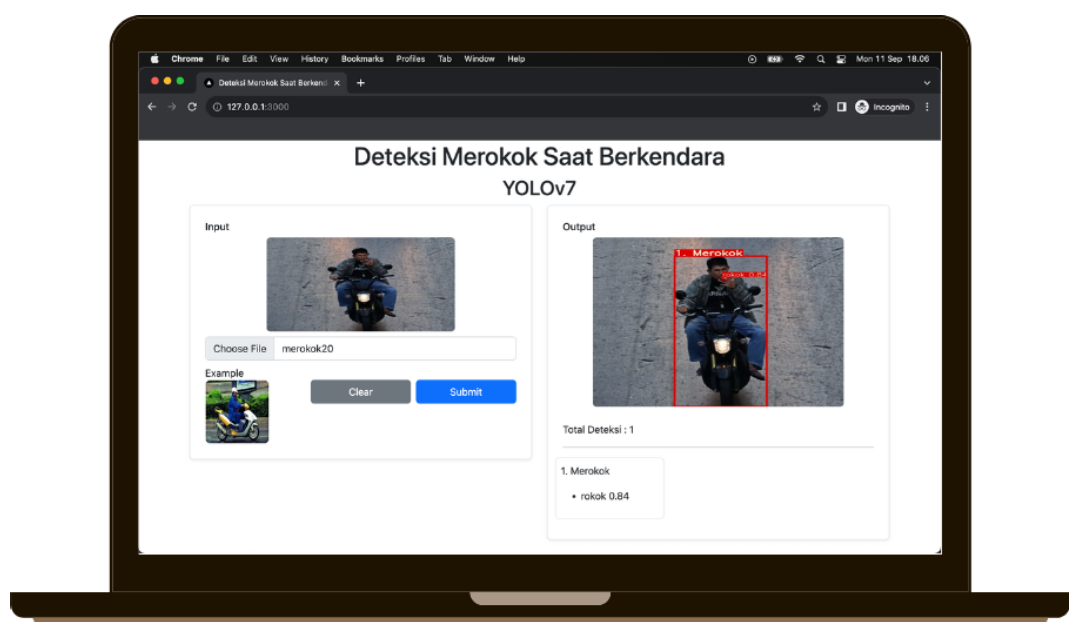 Chrome File Edit View History Bookmarks Profiles Tab Window Help Mon 11 Sep 18.06
Deteksi Merokok Saat Berkend
127.0.0.1:3000 Incognito
Deteksi Merokok Saat Berkendara
YOLOv7
Input
Choose File merokok20
Example
Clear Submit
Output
1. Merokok
rokok 0.84
Total Deteksi : 1
1. Merokok
• rokok 0.84